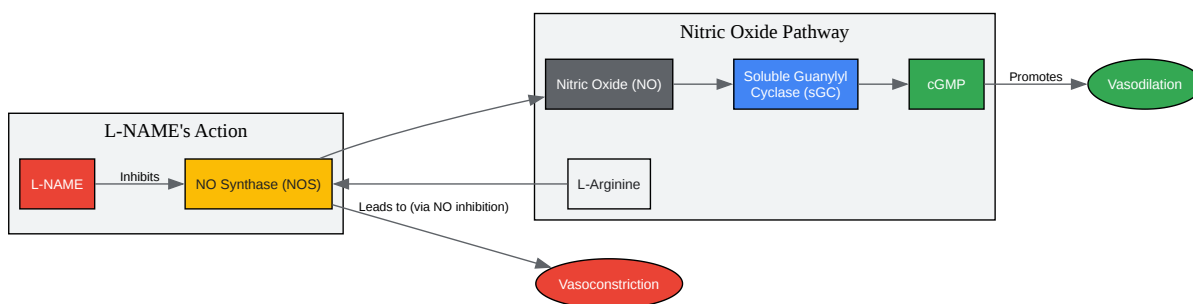 Nitric Oxide Pathway
Nitric Oxide (NO)
Soluble Guanylyl
Cyclase (sGC)
cGMP
Promotes
Vasodilation
L-NAME's Action
L-NAME
Inhibits
NO Synthase (NOS)
L-Arginine
Leads to (via NO inhibition)
Vasoconstriction